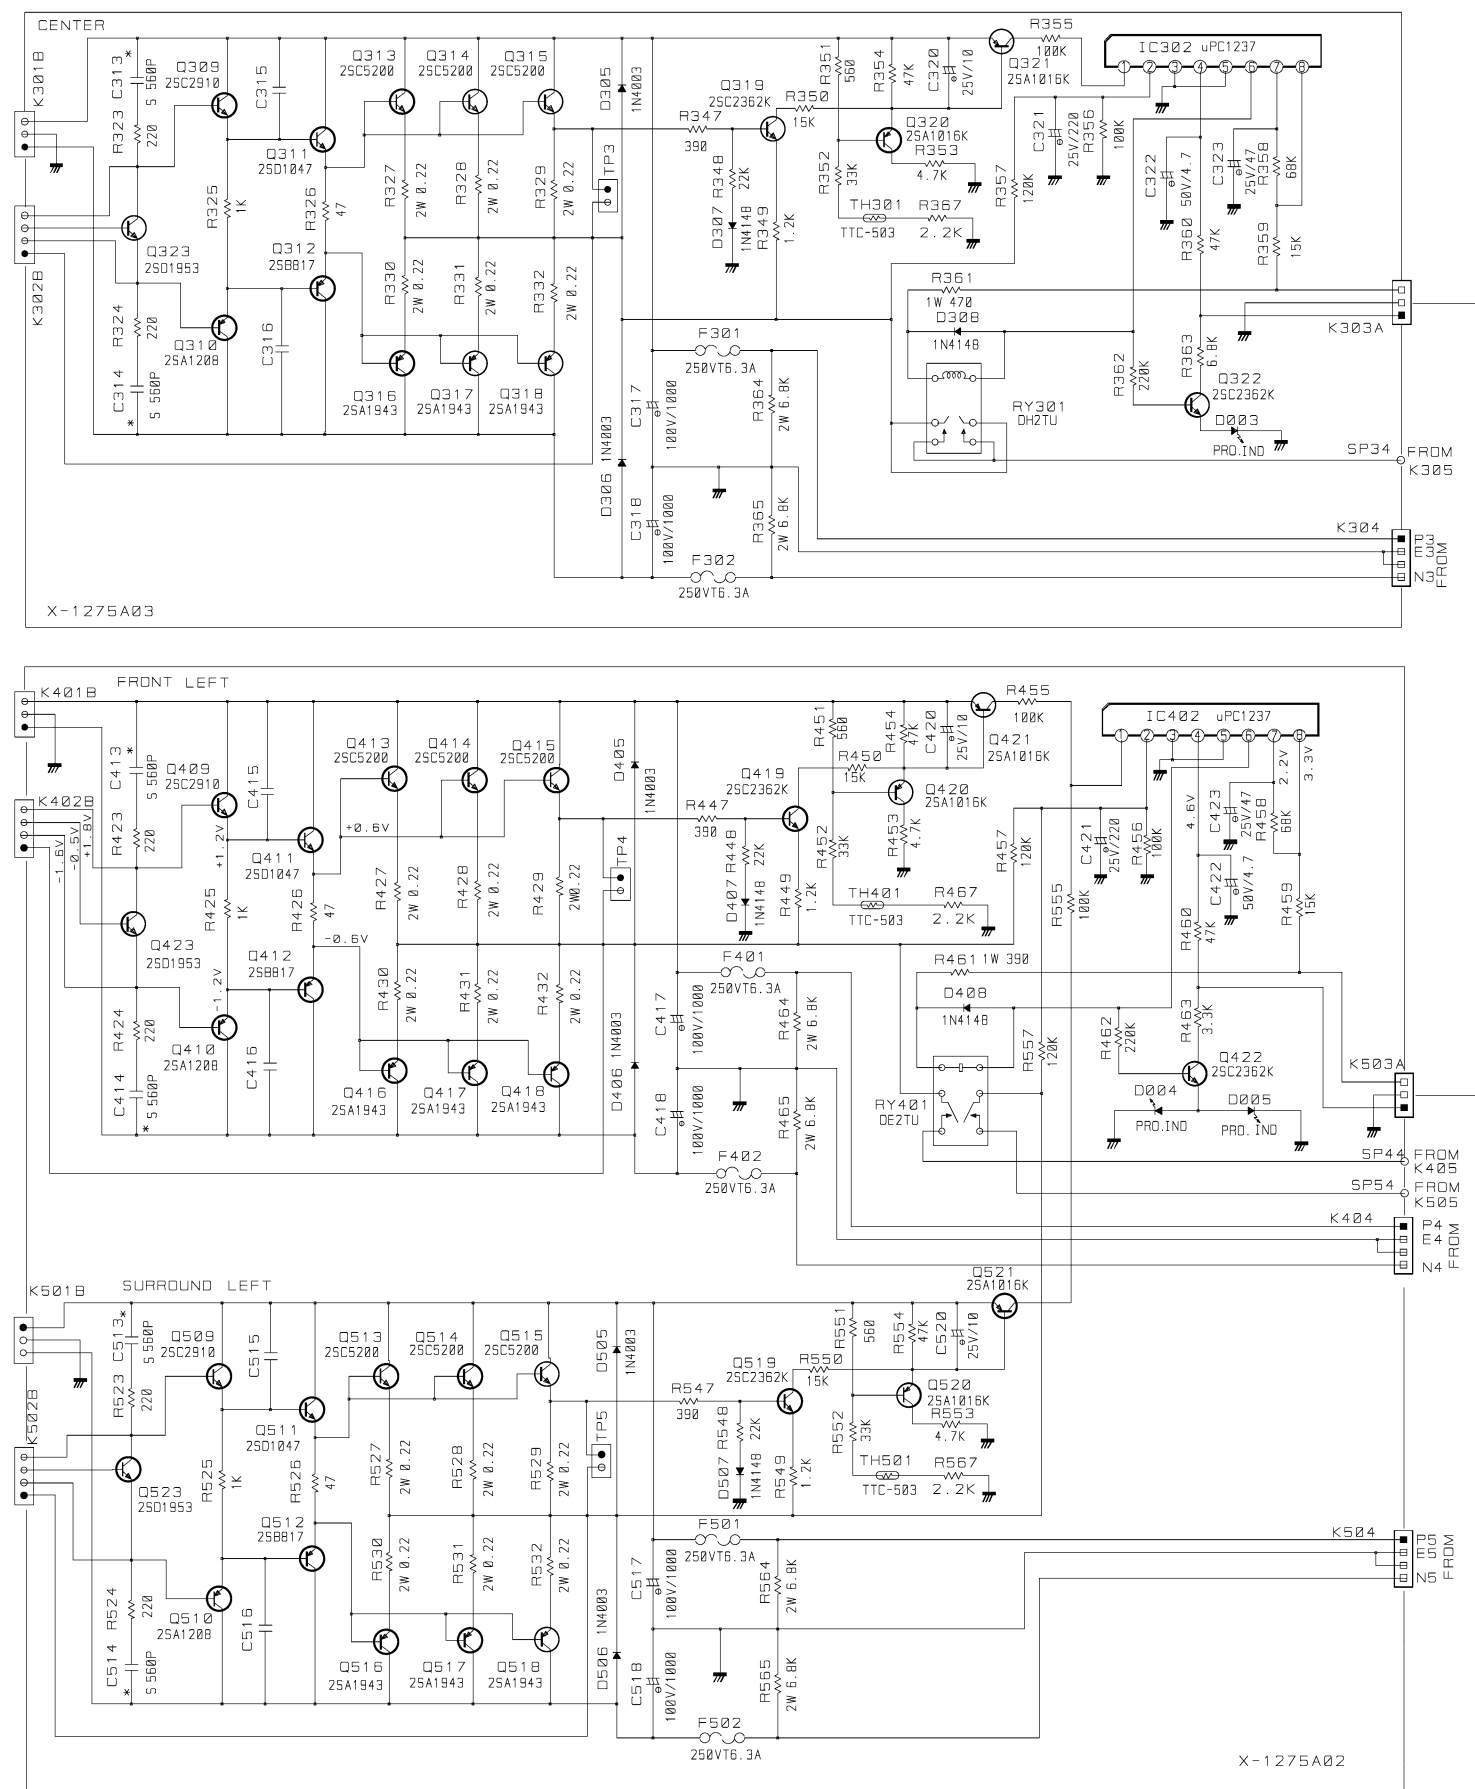 CENTER
K301B
C313 *
S 560P
R323
220
Q309
2SC2910
C315
Q313
2SC5200
Q314
2SC5200
Q315
2SC5200
D305
1N4003
R351
560
R354
47K
C320
25V/10
Q321
2SA1016K
R355
100K
IC302 uPC1237
1 2 3 4 5 6 7 8
Q319
2SC2362K
R350
15K
R347
390
Q320
2SA1016K
R353
4.7K
C321
25V/220
R356
100K
C322
50V/4.7
C323
25V/47
R358
68K
Q311
2SD1047
R327
2W 0.22
R328
2W 0.22
R329
2W 0.22
TP3
R348
22K
D307
1N4148
R349
1.2K
R352
33K
TH301
TTC-503
R367
2.2K
R357
120K
R360
47K
R359
15K
K302B
R325
1K
R326
47
Q323
2SD1953
Q312
2SB817
R330
2W 0.22
R331
2W 0.22
R332
2W 0.22
R324
220
Q310
2SA1208
C316
C314
S 560P
*
Q316
2SA1943
Q317
2SA1943
Q318
2SA1943
D306
1N4003
F301
250VT6.3A
C317
100V/1000
R364
2W 6.8K
R361
1W 470
D308
1N4148
RY301
DH2TU
R362
220K
R363
6.8K
Q322
2SC2362K
D003
PRO.IND
K303A
SP34
FROM
K305
C318
100V/1000
R365
2W 6.8K
F302
250VT6.3A
K304
P3
E3
N3
FROM
X-1275A03
FRONT LEFT
K401B
C413 *
S 560P
R423
220
Q409
2SC2910
C415
Q413
2SC5200
Q414
2SC5200
Q415
2SC5200
D405
1N4003
R451
560
R454
47K
C420
25V/10
Q421
2SA1016K
R455
100K
IC402 uPC1237
1 2 3 4 5 6 7 8
2.2V
3.3V
4.6V
K402B
-1.6V
-0.5V
+1.8V
+1.2V
+0.6V
Q411
2SD1047
Q419
2SC2362K
R450
15K
R447
390
Q420
2SA1016K
R453
4.7K
R448
22K
D407
1N4148
R449
1.2K
R452
33K
TH401
TTC-503
R467
2.2K
R457
120K
R555
100K
C421
25V/220
R456
100K
C423
25V/47
R458
68K
C422
50V/4.7
R460
47K
R459
15K
R425
1K
R426
47
R427
2W 0.22
R428
2W 0.22
R429
2W0.22
TP4
Q423
2SD1953
Q412
2SB817
-0.6V
-1.2V
R430
2W 0.22
R431
2W 0.22
R432
2W 0.22
R424
220
Q410
2SA1208
C416
C414
S 560P
*
Q416
2SA1943
Q417
2SA1943
Q418
2SA1943
D406
1N4003
F401
250VT6.3A
C417
100V/1000
R464
2W 6.8K
R461 1W 390
D408
1N4148
R557
120K
R462
220K
R463
3.3K
Q422
2SC2362K
D004
PRO.IND
D005
PRO.IND
K503A
RY401
DE2TU
C418
100V/1000
R465
2W 6.8K
F402
250VT6.3A
SP44
FROM
K405
SP54
FROM
K505
K404
P4
E4
N4
FROM
SURROUND LEFT
K501B
C513 *
S 560P
R523
220
Q509
2SC2910
C515
Q513
2SC5200
Q514
2SC5200
Q515
2SC5200
D505
1N4003
Q521
2SA1016K
R551
560
R554
47K
C520
25V/10
Q519
2SC2362K
R550
15K
R547
390
Q520
2SA1016K
R553
4.7K
K502B
Q511
2SD1047
R527
2W 0.22
R528
2W 0.22
R529
2W 0.22
TP5
R548
22K
D507
1N4148
R549
1.2K
R552
33K
TH501
TTC-503
R567
2.2K
Q523
2SD1953
R525
1K
R526
47
Q512
2SB817
R530
2W 0.22
R531
2W 0.22
R532
2W 0.22
F501
250VT6.3A
K504
P5
E5
N5
FROM
R524
220
Q510
2SA1208
C516
C514
S 560P
*
Q516
2SA1943
Q517
2SA1943
Q518
2SA1943
D506
1N4003
C517
100V/1000
R564
2W 6.8K
C518
100V/1000
R565
2W 6.8K
F502
250VT6.3A
X-1275A02